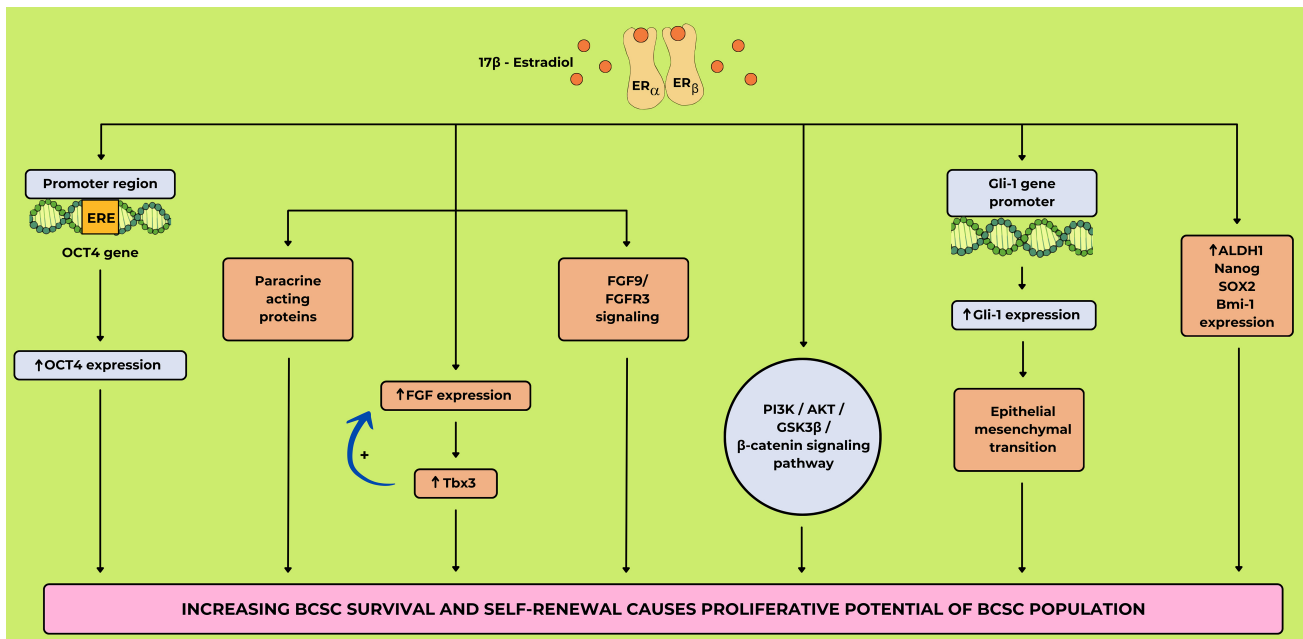 17β - Estradiol
ERα
ERβ
Promoter region
ERE
OCT4 gene
↑OCT4 expression
Paracrine
acting
proteins
↑FGF expression
+
↑Tbx3
FGF9/
FGFR3
signaling
PI3K / AKT /
GSK3β /
β-catenin signaling
pathway
Gli-1 gene
promoter
↑Gli-1 expression
Epithelial
mesenchymal
transition
↑ALDH1
Nanog
SOX2
Bmi-1
expression
INCREASING BCSC SURVIVAL AND SELF-RENEWAL CAUSES PROLIFERATIVE POTENTIAL OF BCSC POPULATION